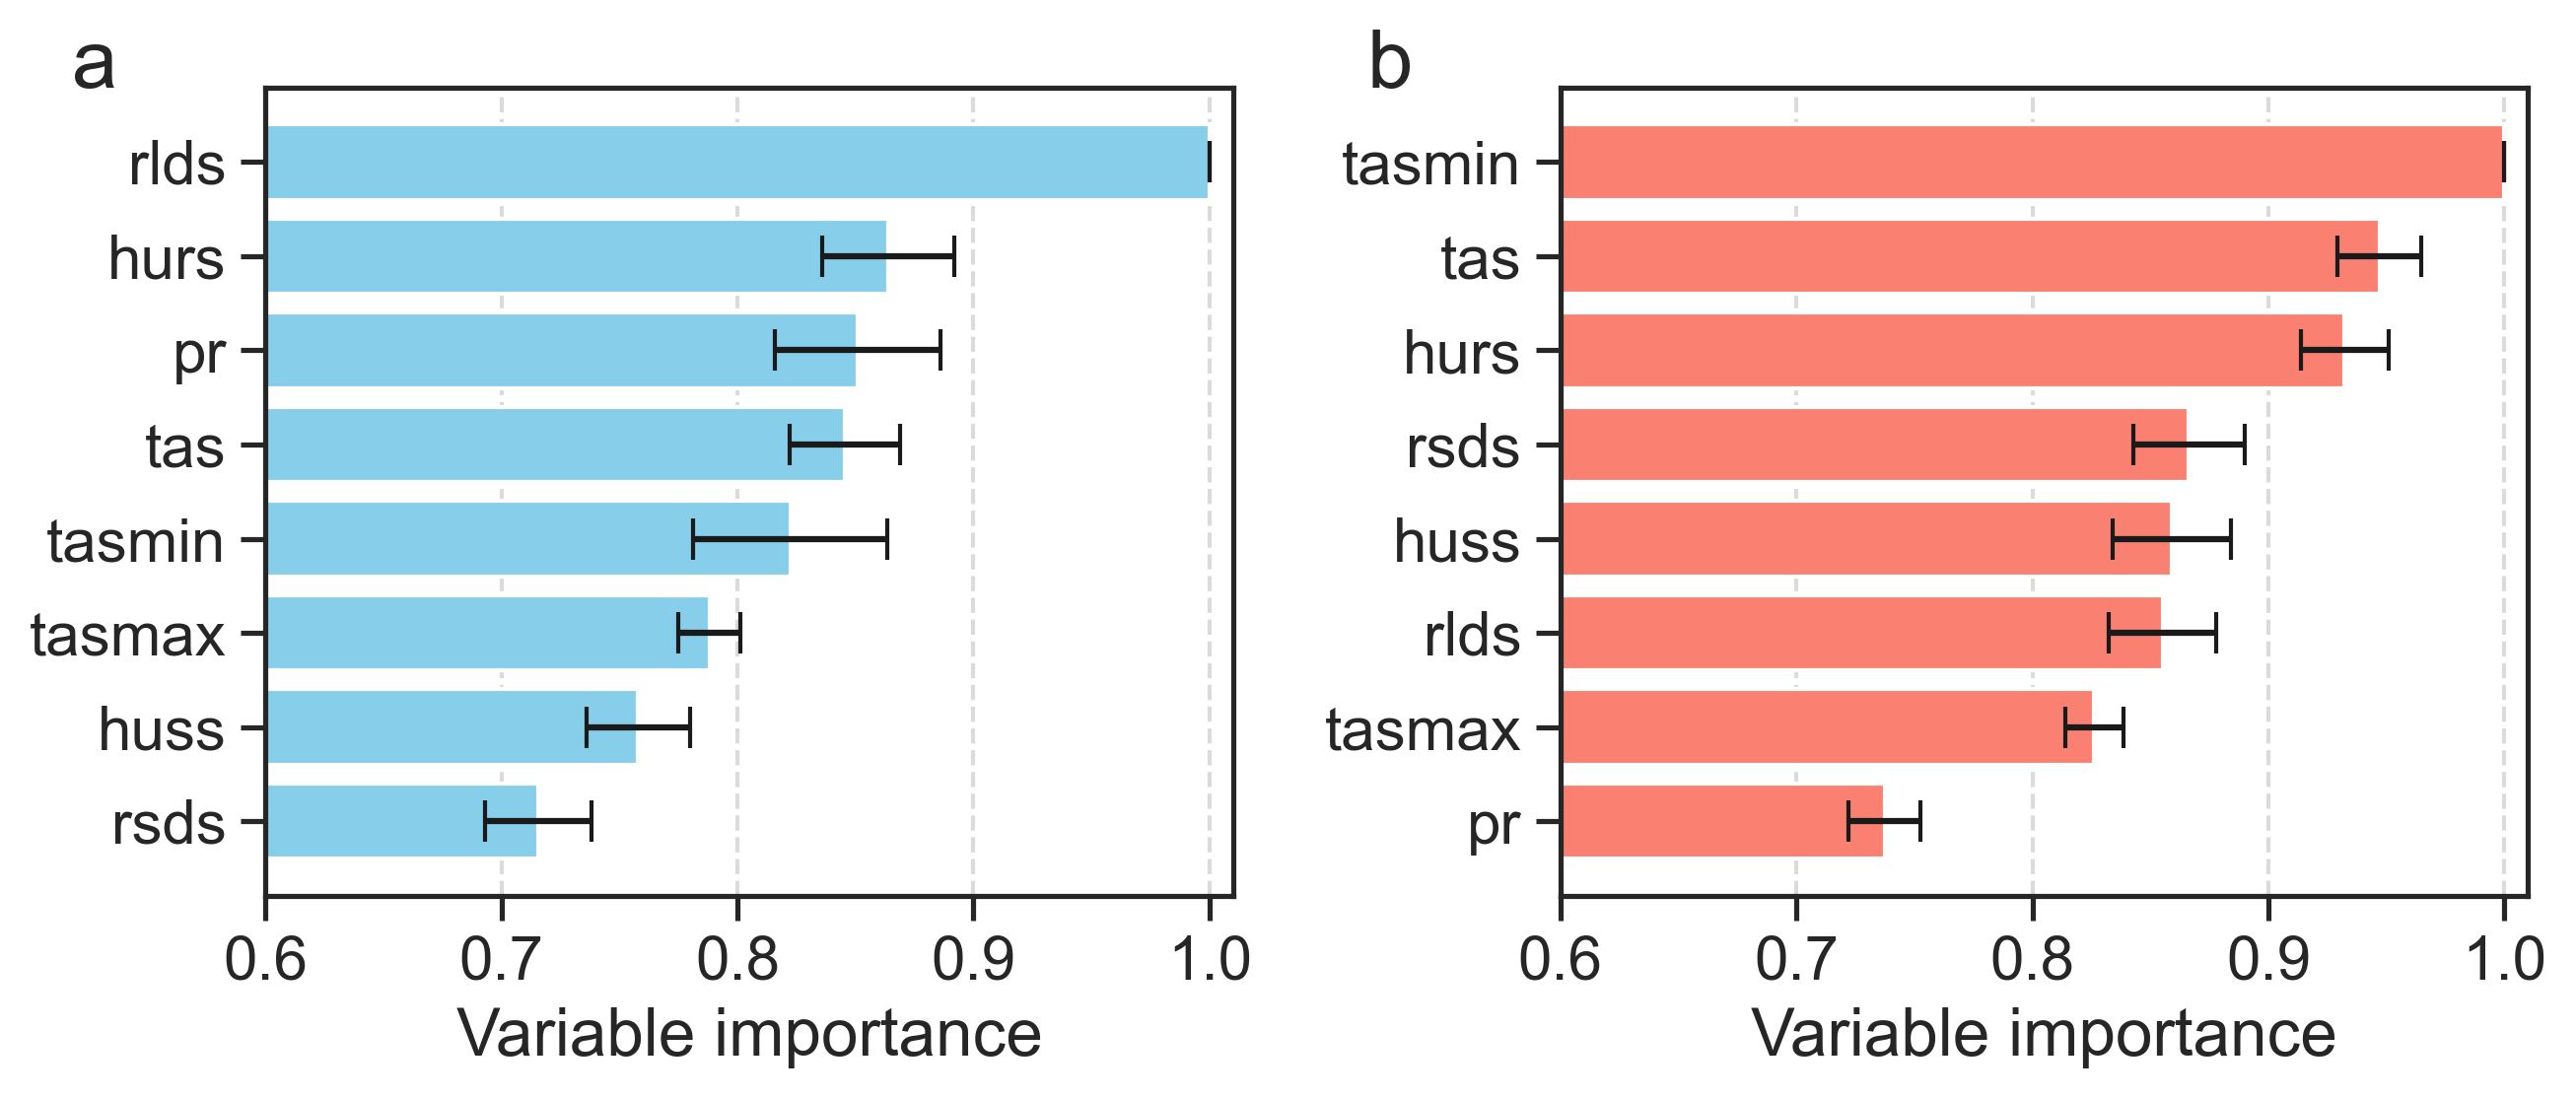 a
rlds
hurs
pr
tas
tasmin
tasmax
huss
rsds
0.6 0.7 0.8 0.9 1.0
Variable importance
b
tasmin
tas
hurs
rsds
huss
rlds
tasmax
pr
0.6 0.7 0.8 0.9 1.0
Variable importance